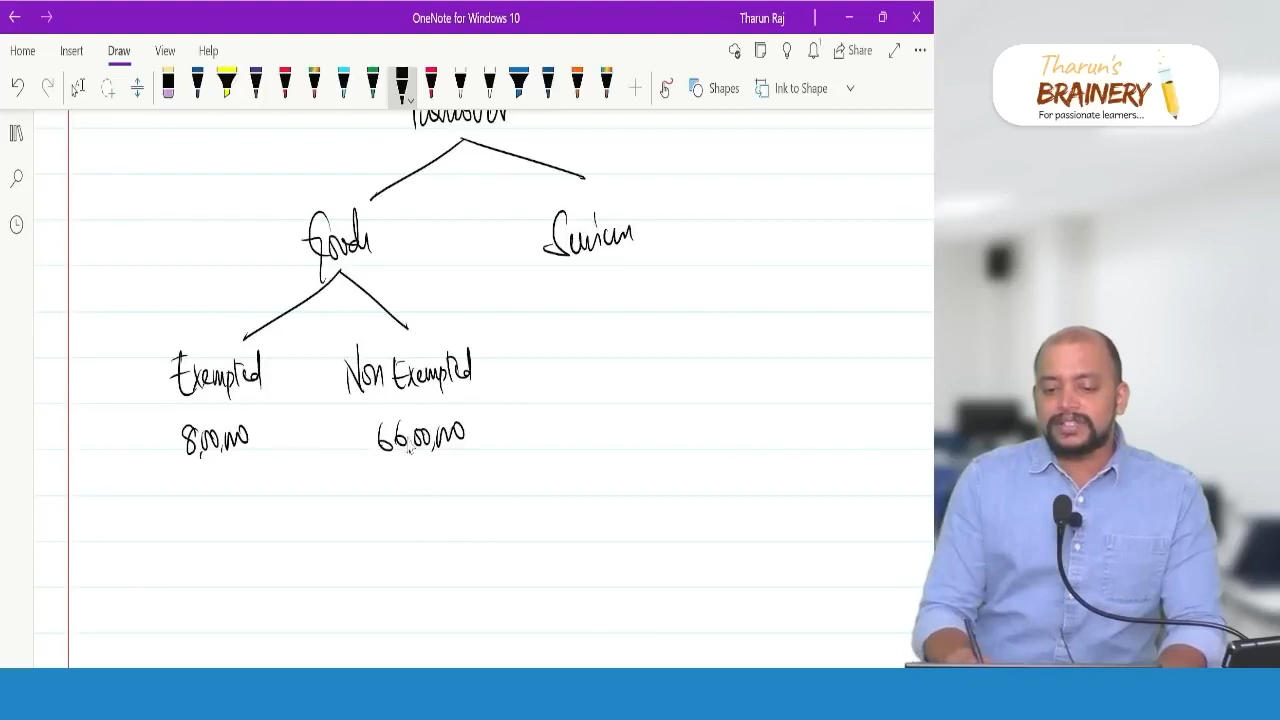 OneNote for Windows 10
Tharun Raj
Home Insert Draw View Help
Share
Shapes
Ink to Shape
Tharun's
BRAINERY
For passionate learners...
Turnover
Goods Services
Exempted Non Exempted
8,00,000 66,00,000